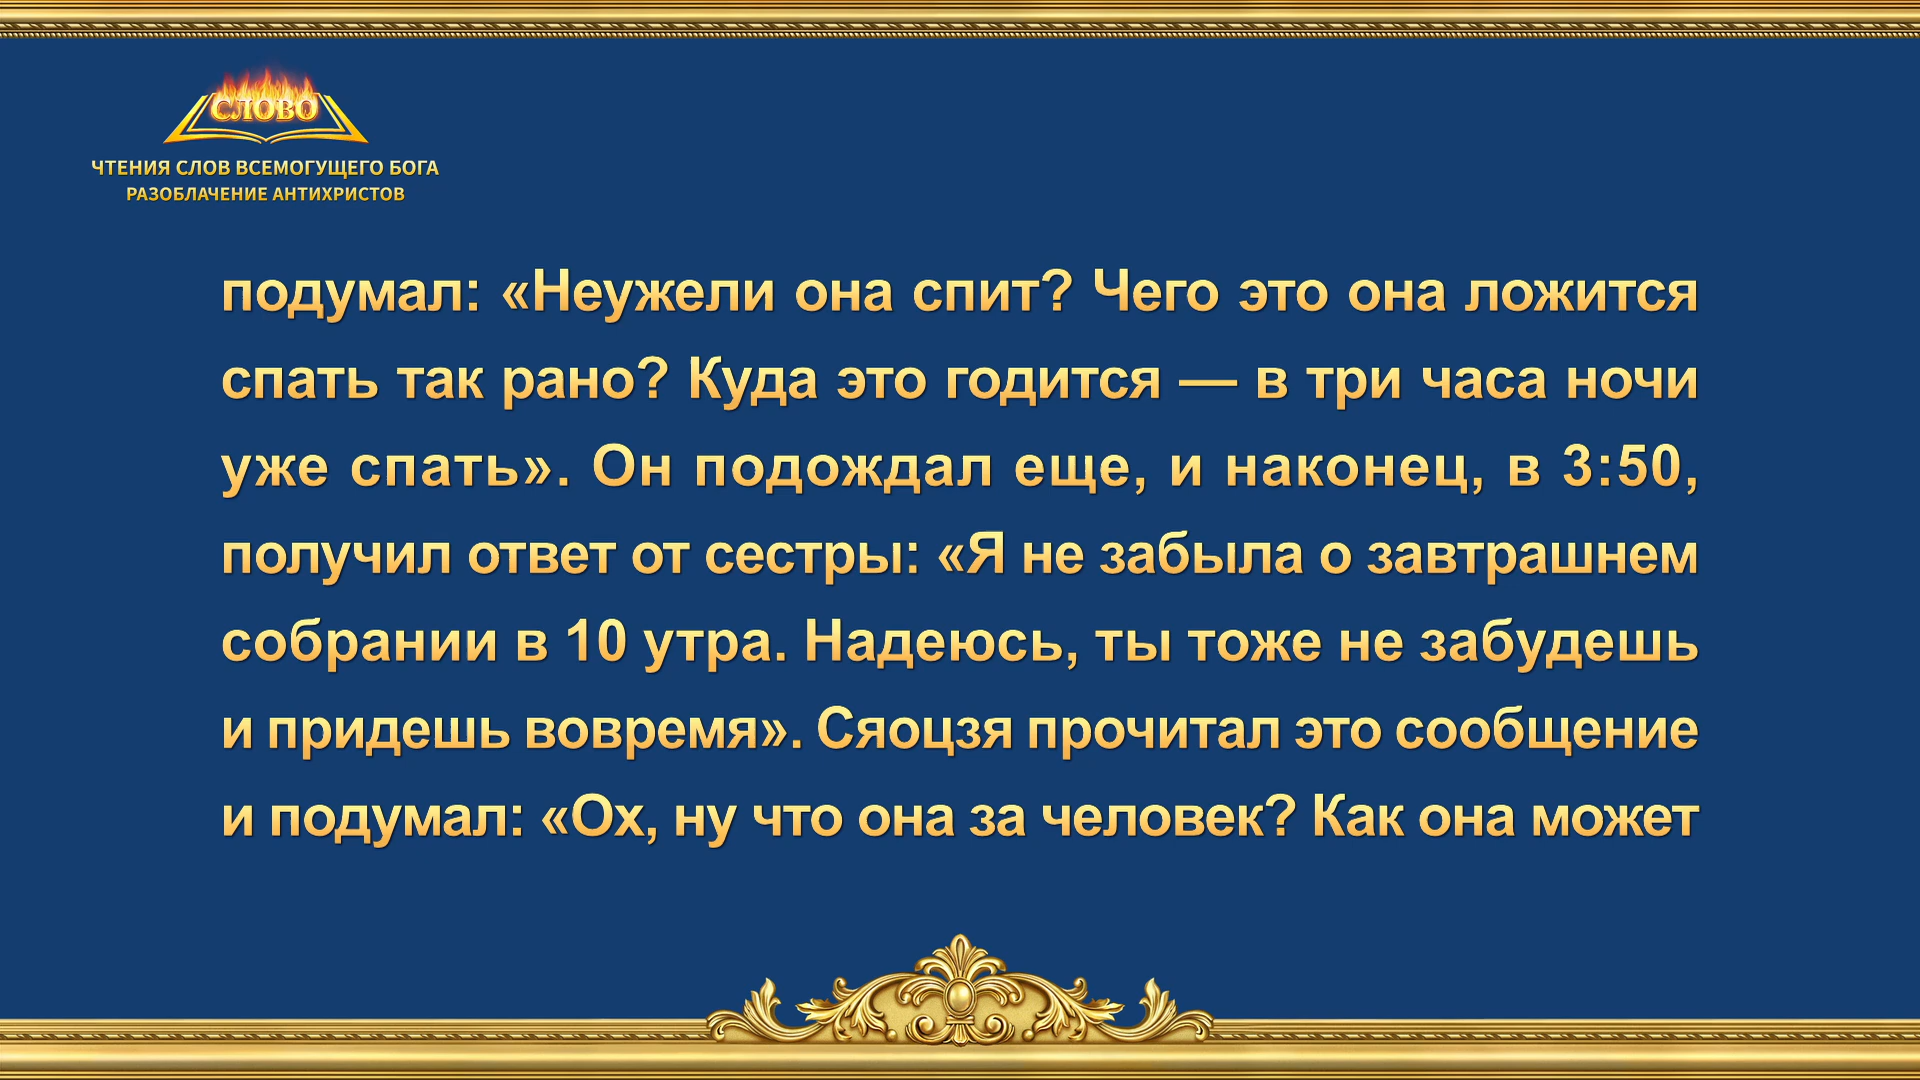 СЛОВО
ЧТЕНИЯ СЛОВ ВСЕМОГУЩЕГО БОГА
РАЗОБЛАЧЕНИЕ АНТИХРИСТОВ
подумал: «Неужели она спит? Чего это она ложится
спать так рано? Куда это годится — в три часа ночи
уже спать». Он подождал еще, и наконец, в 3:50,
получил ответ от сестры: «Я не забыла о завтрашнем
собрании в 10 утра. Надеюсь, ты тоже не забудешь
и придешь вовремя». Сяоцзя прочитал это сообщение
и подумал: «Ох, ну что она за человек? Как она может